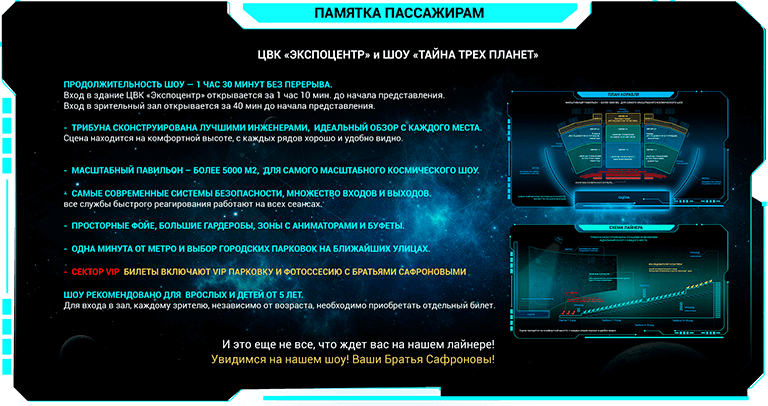 ПАМЯТКА ПАССАЖИРАМ
ЦВК «ЭКСПОЦЕНТР» и ШОУ «ТАЙНА ТРЕХ ПЛАНЕТ»
ПРОДОЛЖИТЕЛЬНОСТЬ ШОУ — 1 ЧАС 30 МИНУТ БЕЗ ПЕРЕРЫВА.
Вход в здание ЦВК «Экспоцентр» открывается за 1 час 10 мин. до начала представления.
Вход в зрительный зал открывается за 40 мин до начала представления.
- ТРИБУНА СКОНСТРУИРОВАНА ЛУЧШИМИ ИНЖЕНЕРАМИ, ИДЕАЛЬНЫЙ ОБЗОР С КАЖДОГО МЕСТА.
Сцена находится на комфортной высоте, с каждых рядов хорошо и удобно видно.
- МАСШТАБНЫЙ ПАВИЛЬОН – БОЛЕЕ 5000 М2, ДЛЯ САМОГО МАСШТАБНОГО КОСМИЧЕСКОГО ШОУ.
- САМЫЕ СОВРЕМЕННЫЕ СИСТЕМЫ БЕЗОПАСНОСТИ, МНОЖЕСТВО ВХОДОВ И ВЫХОДОВ.
все службы быстрого реагирования работают на всех сеансах.
- ПРОСТОРНЫЕ ФОЙЕ, БОЛЬШИЕ ГАРДЕРОБЫ, ЗОНЫ С АНИМАТОРАМИ И БУФЕТЫ.
- ОДНА МИНУТА ОТ МЕТРО И ВЫБОР ГОРОДСКИХ ПАРКОВОК НА БЛИЖАЙШИХ УЛИЦАХ.
- СЕКТОР VIP БИЛЕТЫ ВКЛЮЧАЮТ VIP ПАРКОВКУ И ФОТОСЕССИЮ С БРАТЬЯМИ САФРОНОВЫМИ
ШОУ РЕКОМЕНДОВАНО ДЛЯ ВРОСЛЫХ И ДЕТЕЙ ОТ 5 ЛЕТ.
Для входа в зал, каждому зрителю, независимо от возраста, необходимо приобретать отдельный билет.
И это еще не все, что ждет вас на нашем лайнере!
Увидимся на нашем шоу! Ваши Братья Сафроновы!
ПЛАН КОРАБЛЯ
СЦЕНА
СХЕМА ЛАЙНЕРА